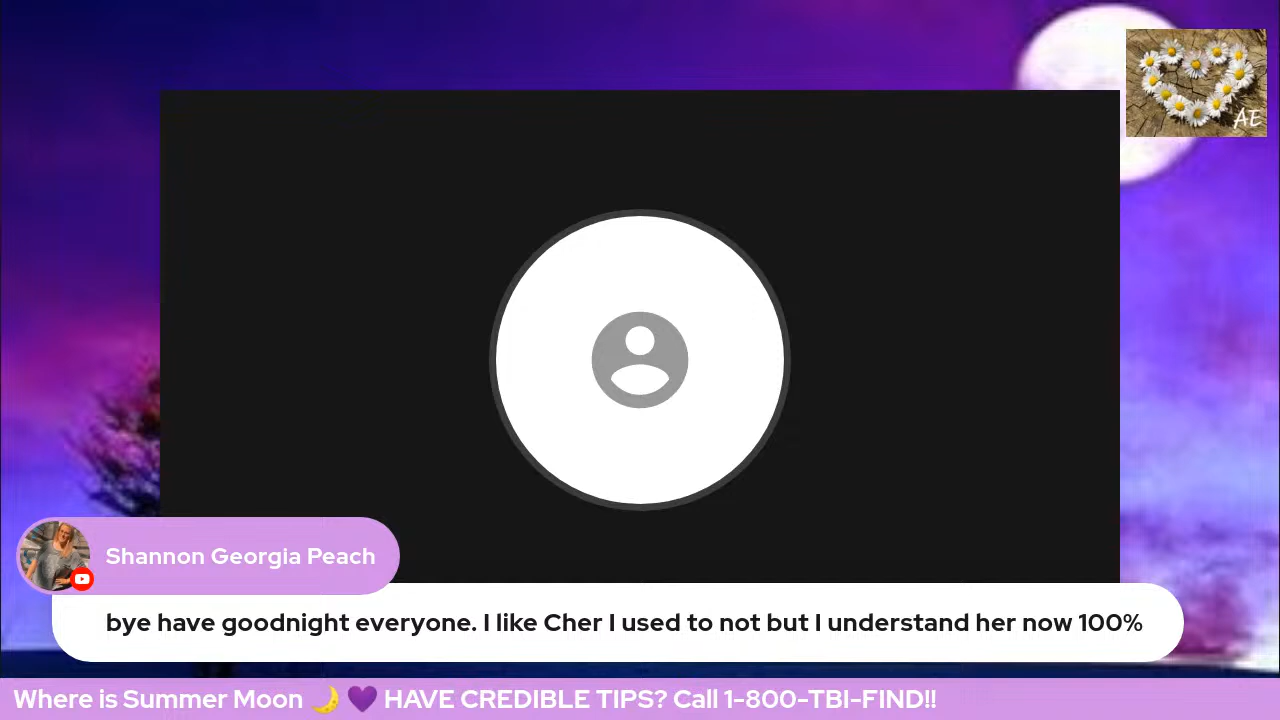 AE
Shannon Georgia Peach
bye have goodnight everyone. I like Cher I used to not but I understand her now 100%
Where is Summer Moon 🌙 💜 HAVE CREDIBLE TIPS? Call 1-800-TBI-FIND!!